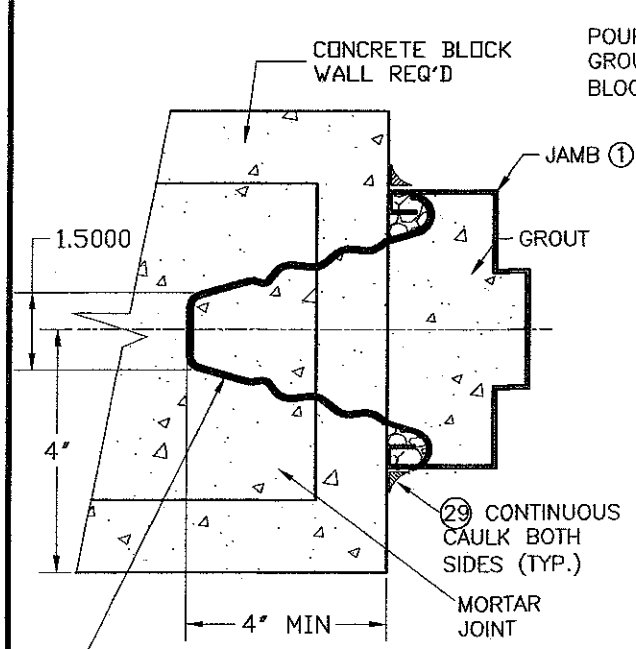 CONCRETE BLOCK
WALL REQ'D
POUR
GROU
BLOC
JAMB ①
GROUT
1.5000
4"
㉙ CONTINUOUS
CAULK BOTH
SIDES (TYP.)
MORTAR
JOINT
4" MIN